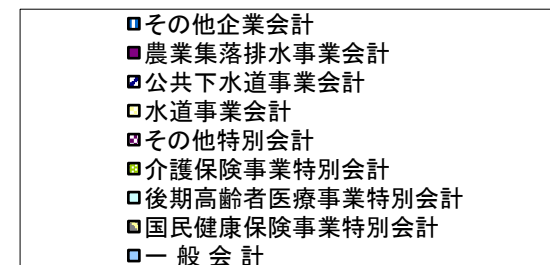 その他企業会計
農業集落排水事業会計
公共下水道事業会計
水道事業会計
その他特別会計
介護保険事業特別会計
後期高齢者医療事業特別会計
国民健康保険事業特別会計
一 般 会 計